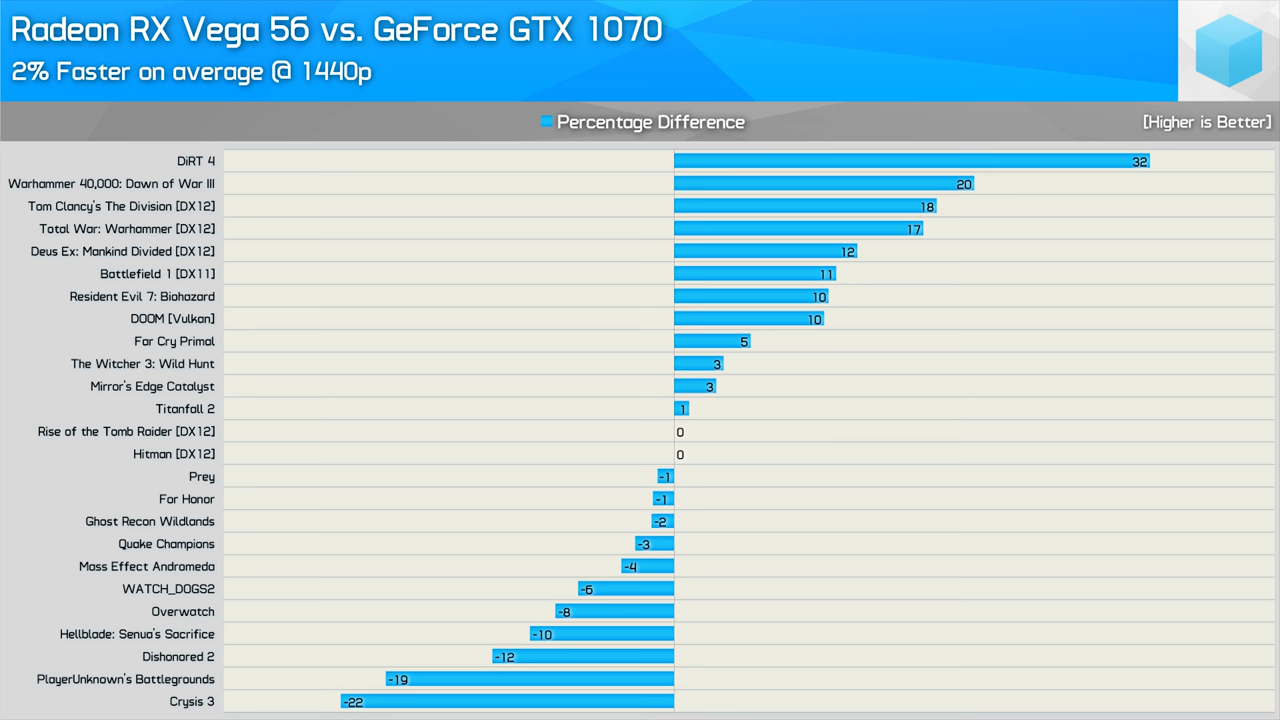 Radeon RX Vega 56 vs. GeForce GTX 1070
2% Faster on average @ 1440p
Percentage Difference [Higher is Better]
DiRT 4 32
Warhammer 40,000: Dawn of War III 20
Tom Clancy's The Division [DX12] 18
Total War: Warhammer [DX12] 17
Deus Ex: Mankind Divided [DX12] 12
Battlefield 1 [DX11] 11
Resident Evil 7: Biohazard 10
DOOM [Vulkan] 10
Far Cry Primal 5
The Witcher 3: Wild Hunt 3
Mirror's Edge Catalyst 3
Titanfall 2 1
Rise of the Tomb Raider [DX12] 0
Hitman [DX12] 0
Prey -1
For Honor -1
Ghost Recon Wildlands -2
Quake Champions -3
Mass Effect Andromeda -4
WATCH_DOGS2 -6
Overwatch -8
Hellblade: Senua's Sacrifice -10
Dishonored 2 -12
PlayerUnknown's Battlegrounds -19
Crysis 3 -22